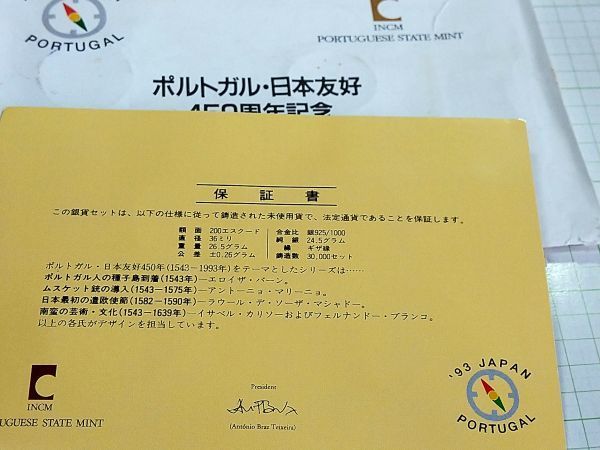 PORTUGAL
INCM
PORTUGUESE STATE MINT
ポルトガル・日本友好
450周年記念
保証書
この銀貨セットは、以下の仕様に従って鋳造された未使用貨で、法定通貨であることを保証します。
額面 200エスクード 合金比 銀925/1000
直径 36ミリ 純銀 24.5グラム
重量 26.5グラム 縁 ギザ縁
公差 ±0.26グラム 鋳造数 30,000セット
ポルトガル・日本友好450年(1543−1993年)をテーマとしたシリーズは……
ポルトガル人の種子島到着(1543年)−エロイザ・バーン。
ムスケット銃の導入(1543−1575年)−アントーニョ・マリーニョ。
日本最初の遣欧使節(1582−1590年)−ラウール・デ・ソーザ・マシャドー。
南蛮の芸術・文化(1543−1639年)−イサベル・カリソーおよびフェルナンドー・ブランコ。
以上の各氏がデザインを担当しています。
INCM
UGUESE STATE MINT
President
(António Braz Teixeira)
'93 JAPAN
PORTUGAL